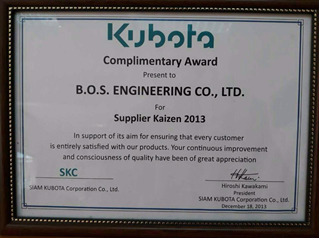 Kubota
Complimentary Award
Present to
B.O.S. ENGINEERING CO., LTD.
For
Supplier Kaizen 2013
In support of its aim for ensuring that every customer
is entirely satisfied with our products. Your continuous improvement
and consciousness of quality have been of great appreciation
SKC
SIAM KUBOTA Corporation Co., Ltd.
Hiroshi Kawakami
President
SIAM KUBOTA Corporation Co., Ltd.
December 18, 2013